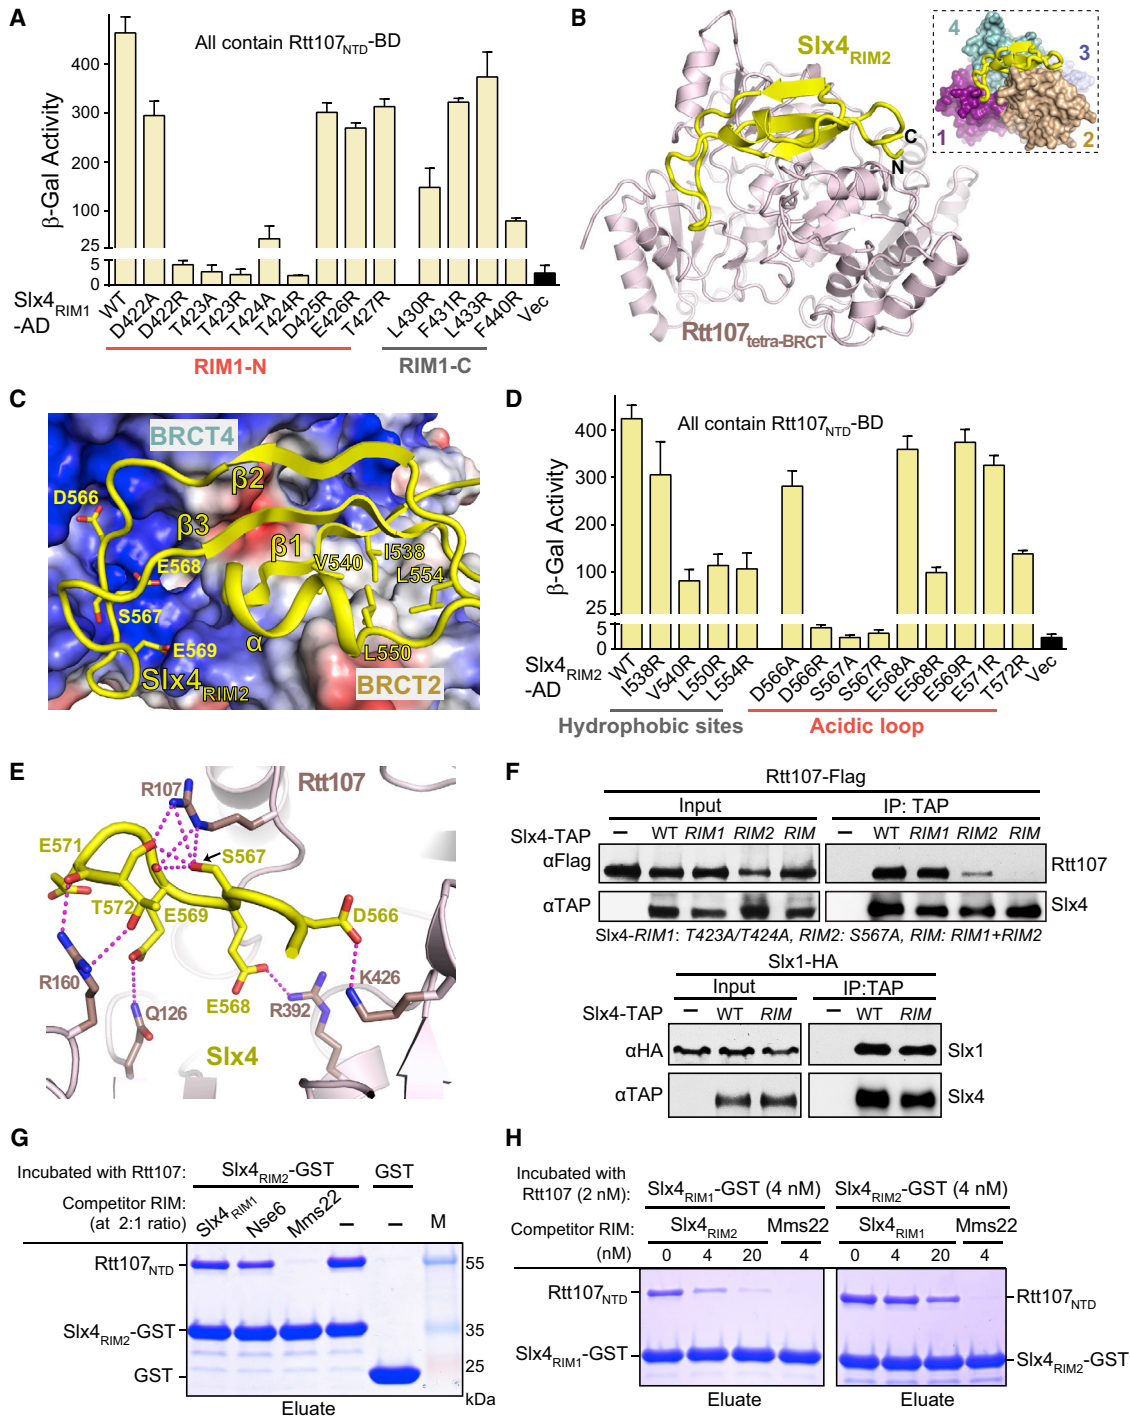 A
All contain Rtt107NTD-BD
β-Gal Activity
400
300
200
100
25
5
0
Slx4RIM1
-AD
WT
D422A
D422R
T423A
T423R
T424A
T424R
D425R
E426R
T427R
L430R
F431R
L433R
F440R
Vec
RIM1-N
RIM1-C
B
Slx4RIM2
C
N
Rtt107tetra-BRCT
4
3
1
2
C
BRCT4
β2
D566
β3
β1
V540
I538
E568
L554
S567
E569
α
L550
Slx4RIM2
BRCT2
D
All contain Rtt107NTD-BD
β-Gal Activity
400
300
200
100
25
5
0
Slx4RIM2
-AD
WT
I538R
V540R
L550R
L554R
D566A
D566R
S567A
S567R
E568A
E568R
E569R
E571R
T572R
Vec
Hydrophobic sites
Acidic loop
E
R107
Rtt107
E571
S567
T572
E569
D566
R160
E568
K426
Q126
R392
Slx4
F
Rtt107-Flag
Input
IP: TAP
Slx4-TAP
– WT RIM1 RIM2 RIM
– WT RIM1 RIM2 RIM
αFlag
Rtt107
αTAP
Slx4
Slx4-RIM1: T423A/T424A, RIM2: S567A, RIM: RIM1+RIM2
Slx1-HA
Input
IP:TAP
Slx4-TAP
– WT RIM
– WT RIM
αHA
Slx1
αTAP
Slx4
G
Incubated with Rtt107:
Slx4RIM2-GST
GST
Competitor RIM:
(at 2:1 ratio)
Slx4RIM1
Nse6
Mms22
–
–
M
Rtt107NTD
55
Slx4RIM2-GST
35
GST
25
kDa
Eluate
H
Incubated with
Rtt107 (2 nM):
Slx4RIM1-GST (4 nM)
Slx4RIM2-GST (4 nM)
Competitor RIM:
Slx4RIM2
Mms22
Slx4RIM1
Mms22
(nM)
0 4 20 4
0 4 20 4
Rtt107NTD
Rtt107NTD
Slx4RIM1-GST
Slx4RIM2-GST
Eluate
Eluate